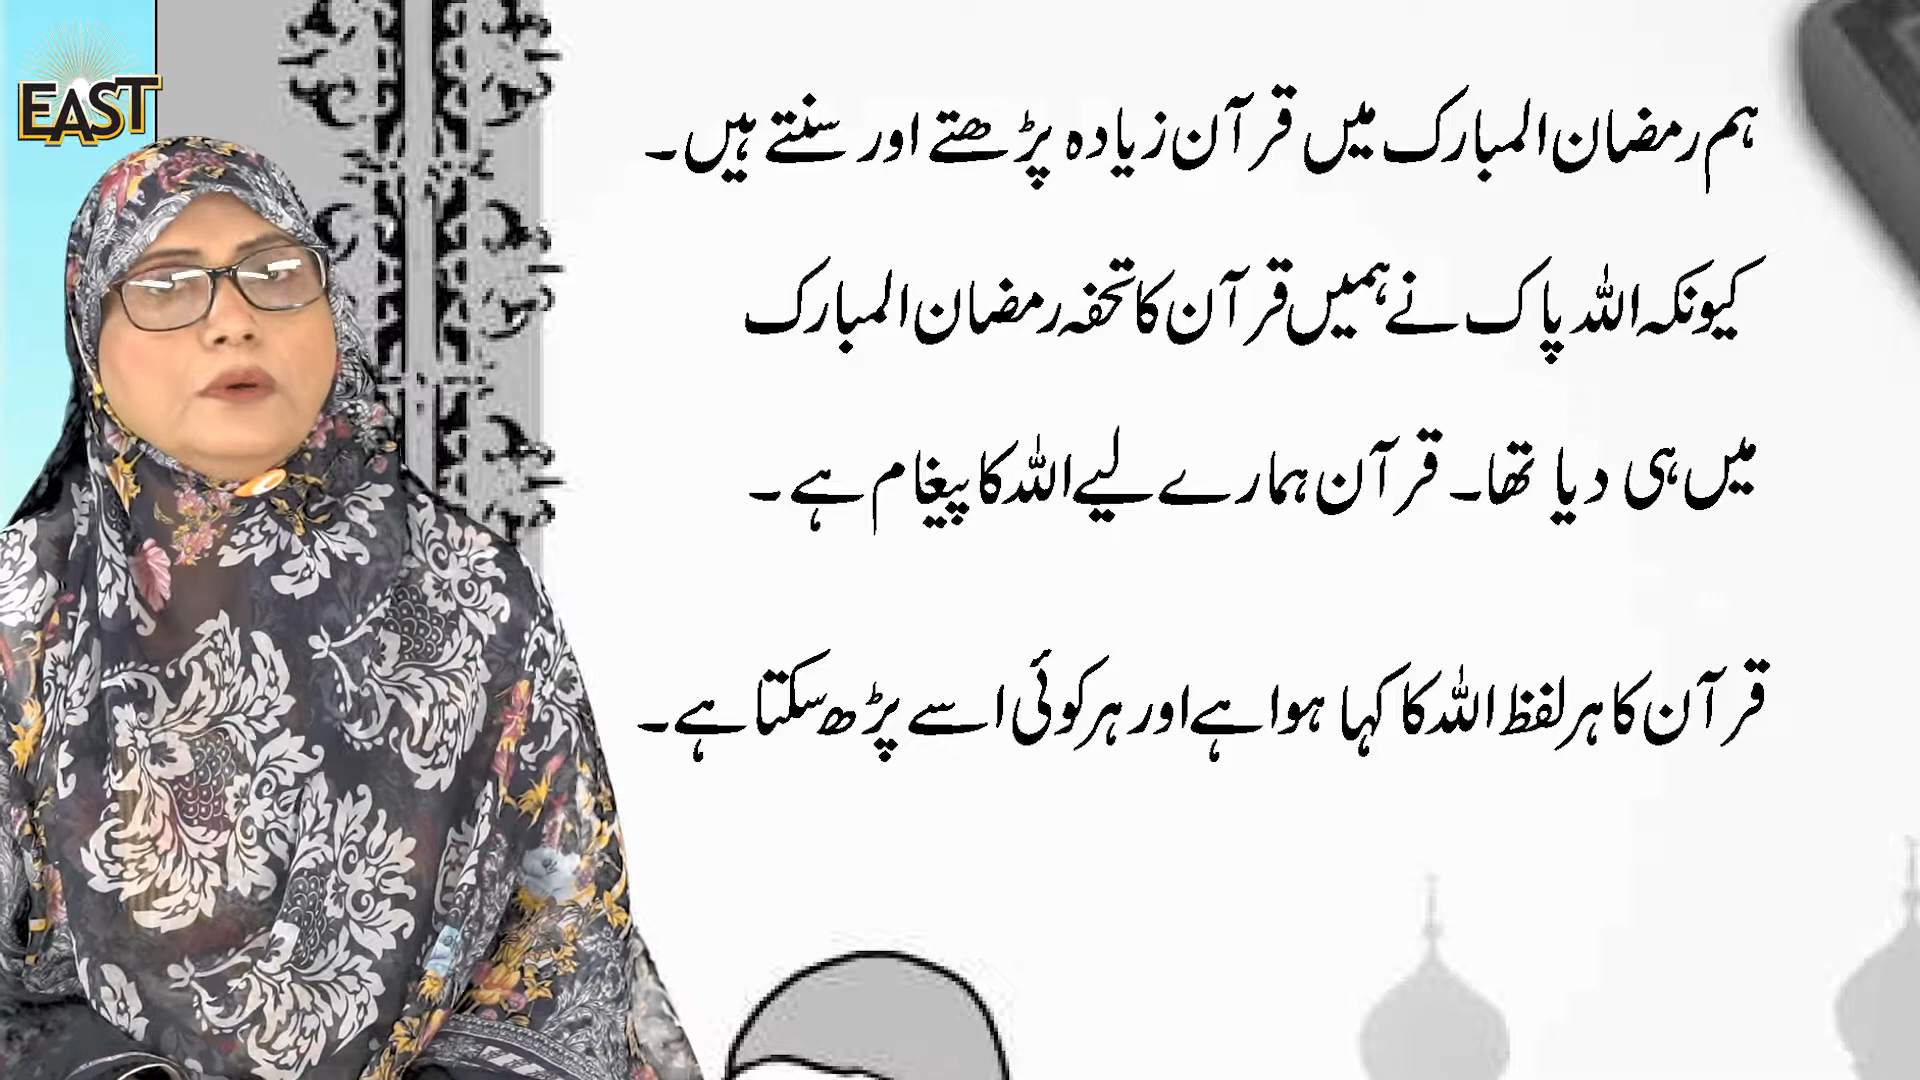 EAST
ہم رمضان المبارک میں قرآن زیادہ پڑھتے اور سنتے ہیں۔
کیونکہ اللہ پاک نے ہمیں قرآن کا تحفہ رمضان المبارک
میں ہی دیا تھا۔ قرآن ہمارے لیے اللہ کا پیغام ہے۔
قرآن کا ہر لفظ اللہ کا کہا ہوا ہے اور ہر کوئی اسے پڑھ سکتا ہے۔